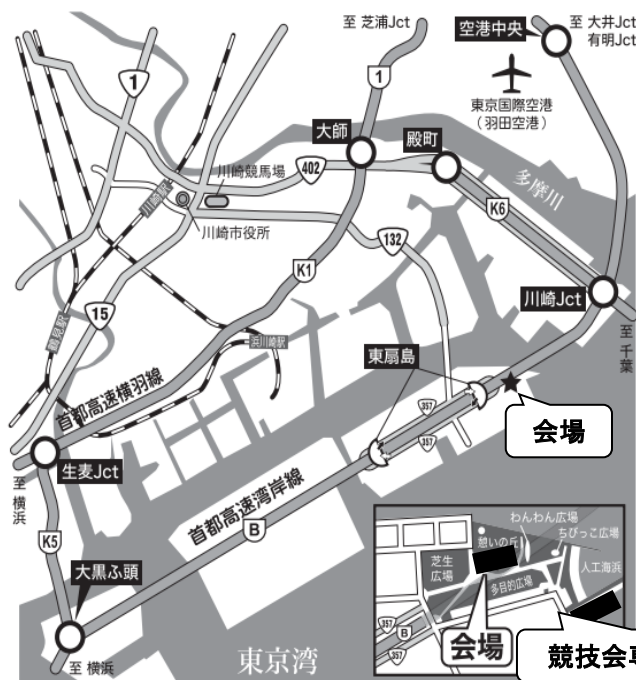 至 芝浦Jct
空港中央
至 大井Jct
有明Jct
1
1
東京国際空港
（羽田空港）
大師
殿町
402
川崎競馬場
多摩川
川崎駅
K6
川崎市役所
132
K1
川崎Jct
15
鶴見駅
浜川崎駅
至 千葉
東扇島
首都高速横羽線
357
357
会場
生麦Jct
至 横浜
首都高速湾岸線
B
K5
わんわん広場
憩いの丘
ちびっこ広場
芝生
広場
人工海浜
大黒ふ頭
多目的広場
357
B
357
会場
競技会専
至 横浜
東京湾